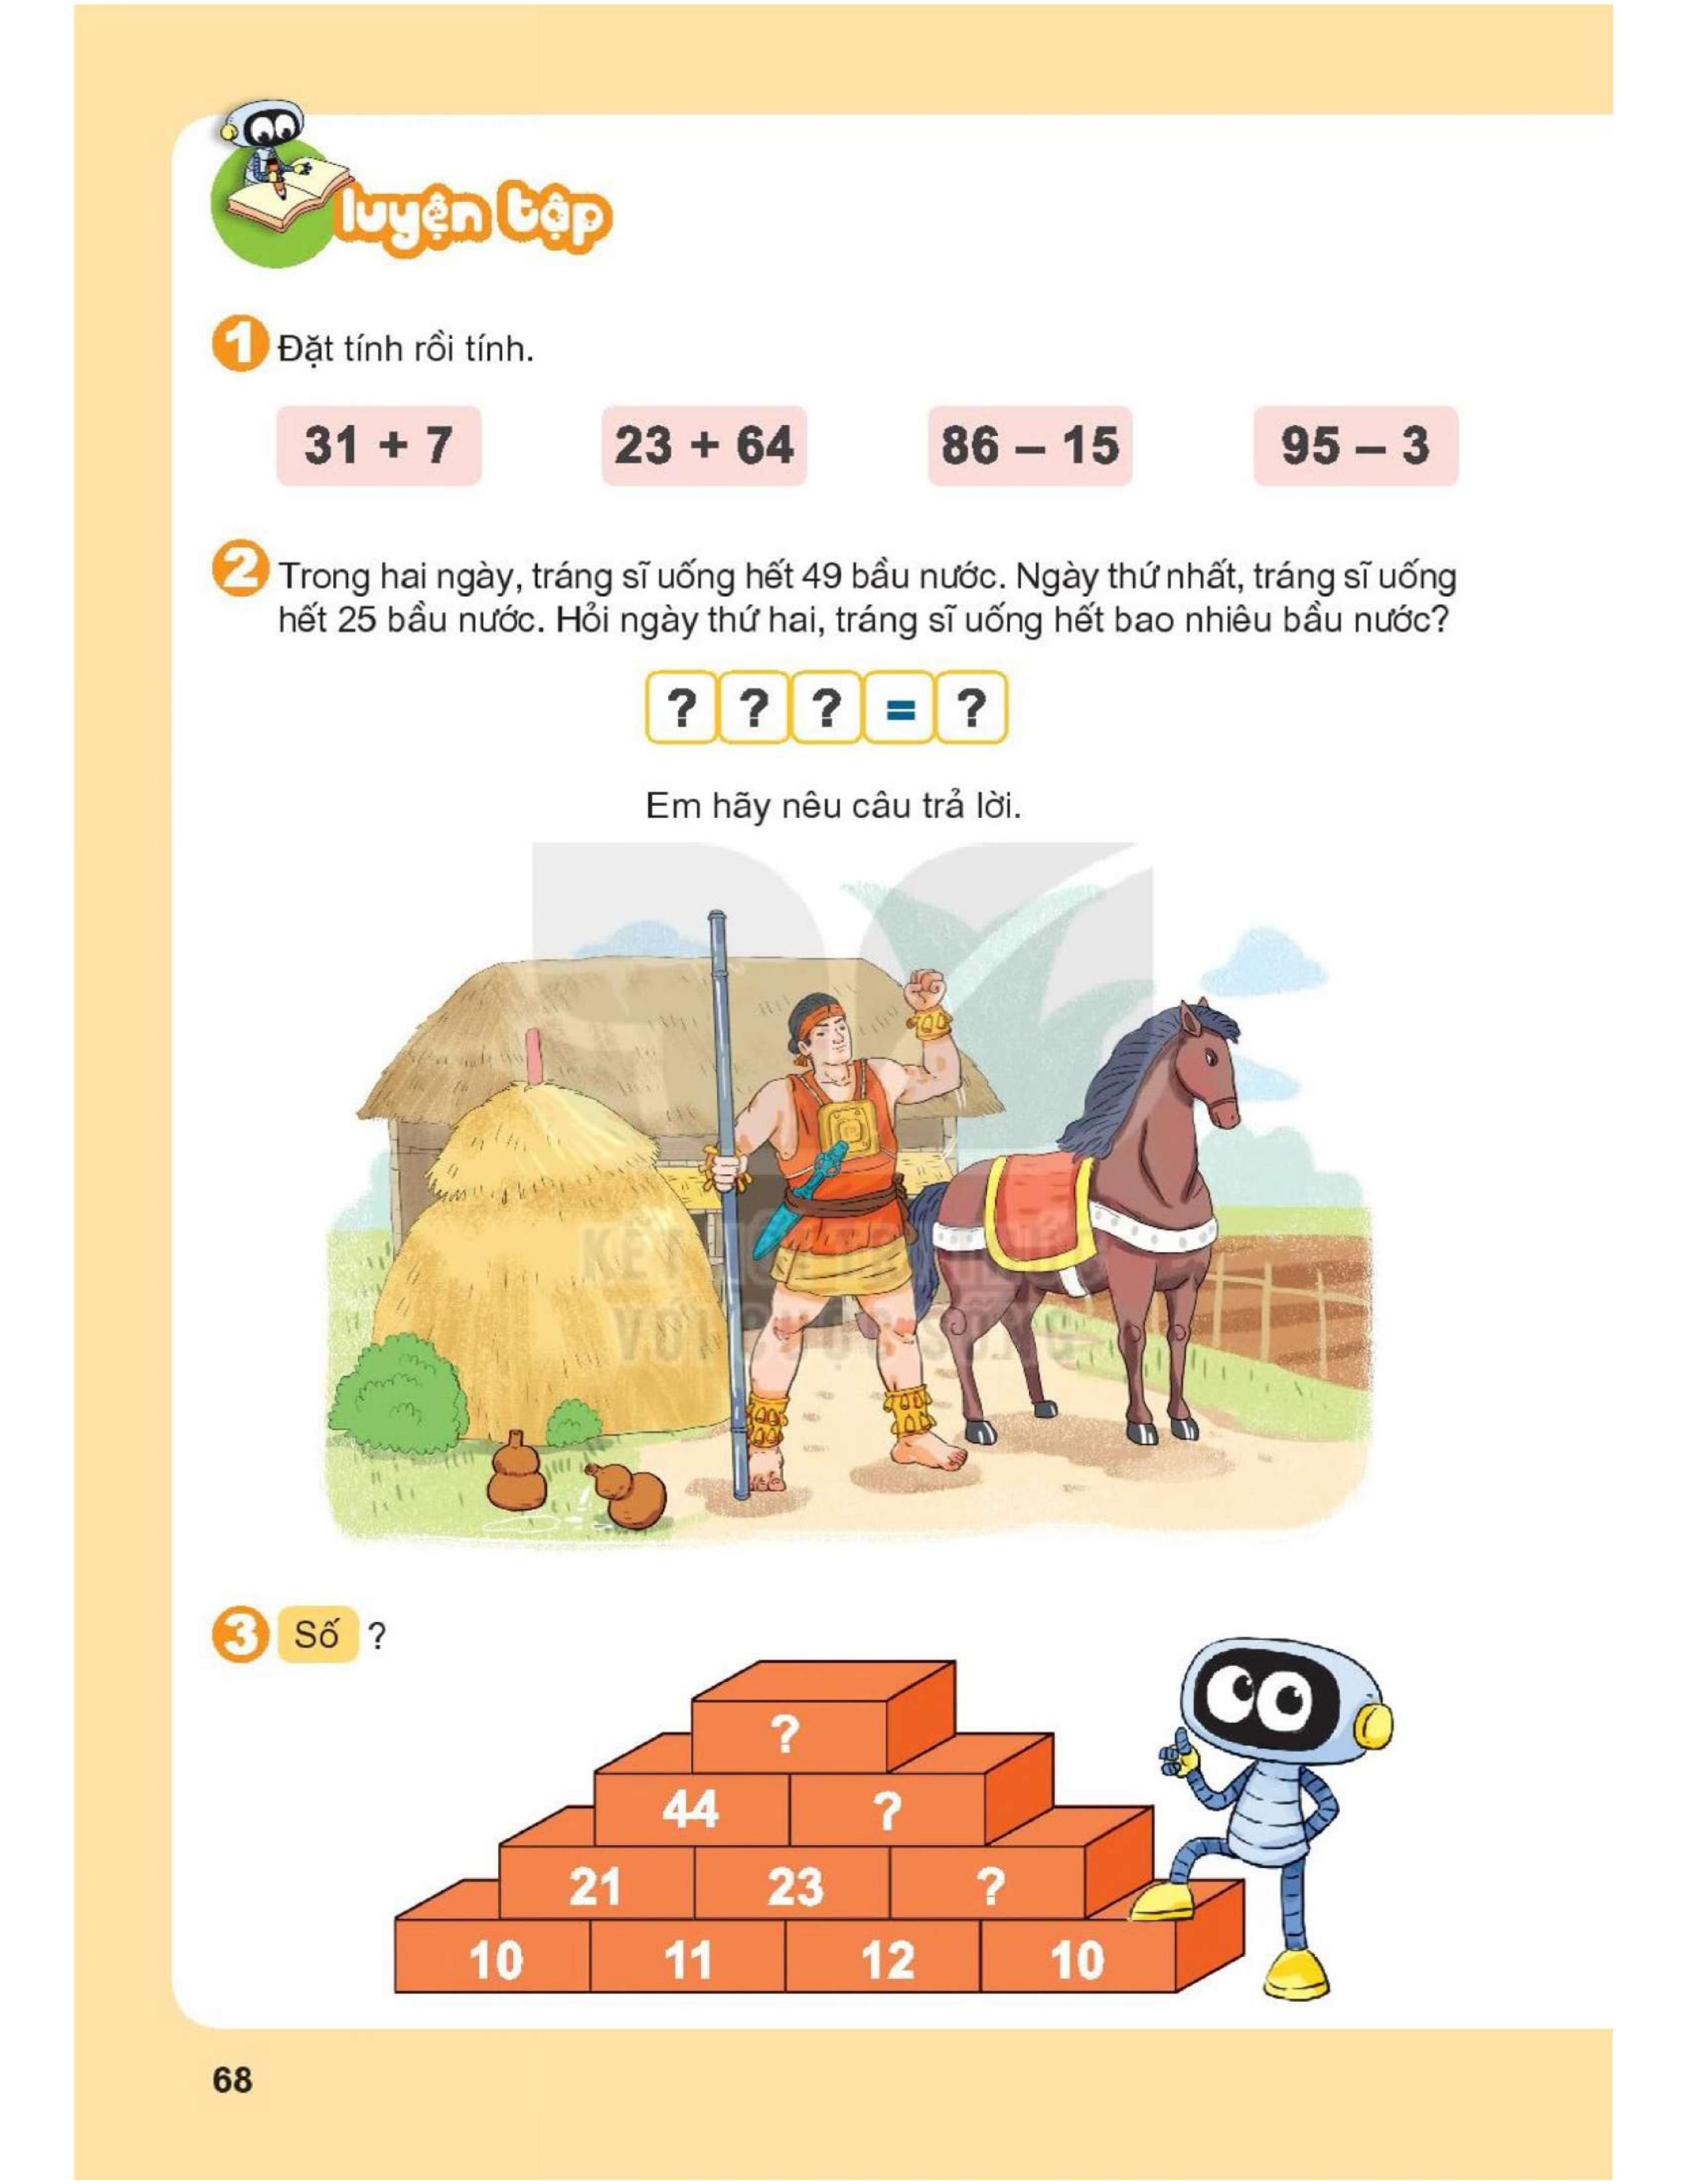 luyện tập
1 Đặt tính rồi tính.
31 + 7 23 + 64 86 – 15 95 – 3
2 Trong hai ngày, tráng sĩ uống hết 49 bầu nước. Ngày thứ nhất, tráng sĩ uống
hết 25 bầu nước. Hỏi ngày thứ hai, tráng sĩ uống hết bao nhiêu bầu nước?
? ? ? = ?
Em hãy nêu câu trả lời.
KẾT NỐI TRI THỨC
VỚI CUỘC SỐNG
3 Số ?
?
44 ?
21 23 ?
10 11 12 10
68